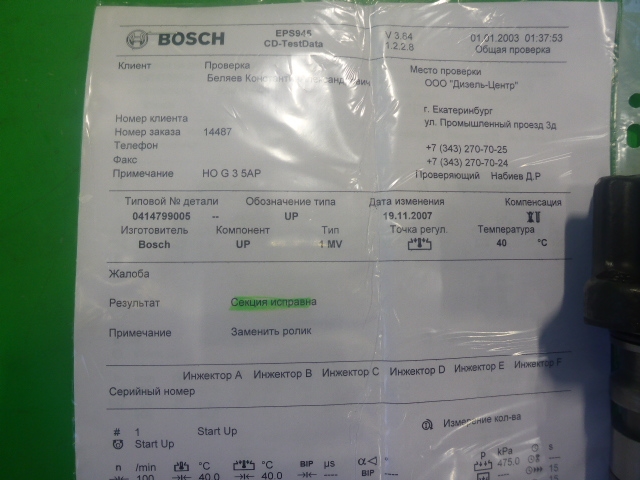 BOSCH EPS945 V 3.64 01.01.2003 01:37:53
CD-TestData 1.2.2.8 Общая проверка
Клиент Проверка Место проверки
Беляев ООО "Дизель-Центр"
г. Екатеринбург
Номер клиента ул. Промышленный проезд 3д
Номер заказа 14487
Телефон +7 (343) 270-70-25
Факс +7 (343) 270-70-24
Примечание HO G 3 5AP Проверяющий Набиев Д.Р
Типовой № детали Обозначение типа Дата изменения Компенсация
0414799005 -- UP 19.11.2007
Изготовитель Компонент Тип Точка регул. Температура
Bosch UP 1 MV 40 °C
Жалоба
Результат Секция исправна
Примечание Заменить ролик
Инжектор A Инжектор B Инжектор C Инжектор D Инжектор E Инжектор F
Серийный номер
# 1 Start Up Измерение кол-ва
Start Up
n /min °C °C BIP µs α ° P kPa s
100 40.0 40.0 BIP ---- ---- 475.0 15